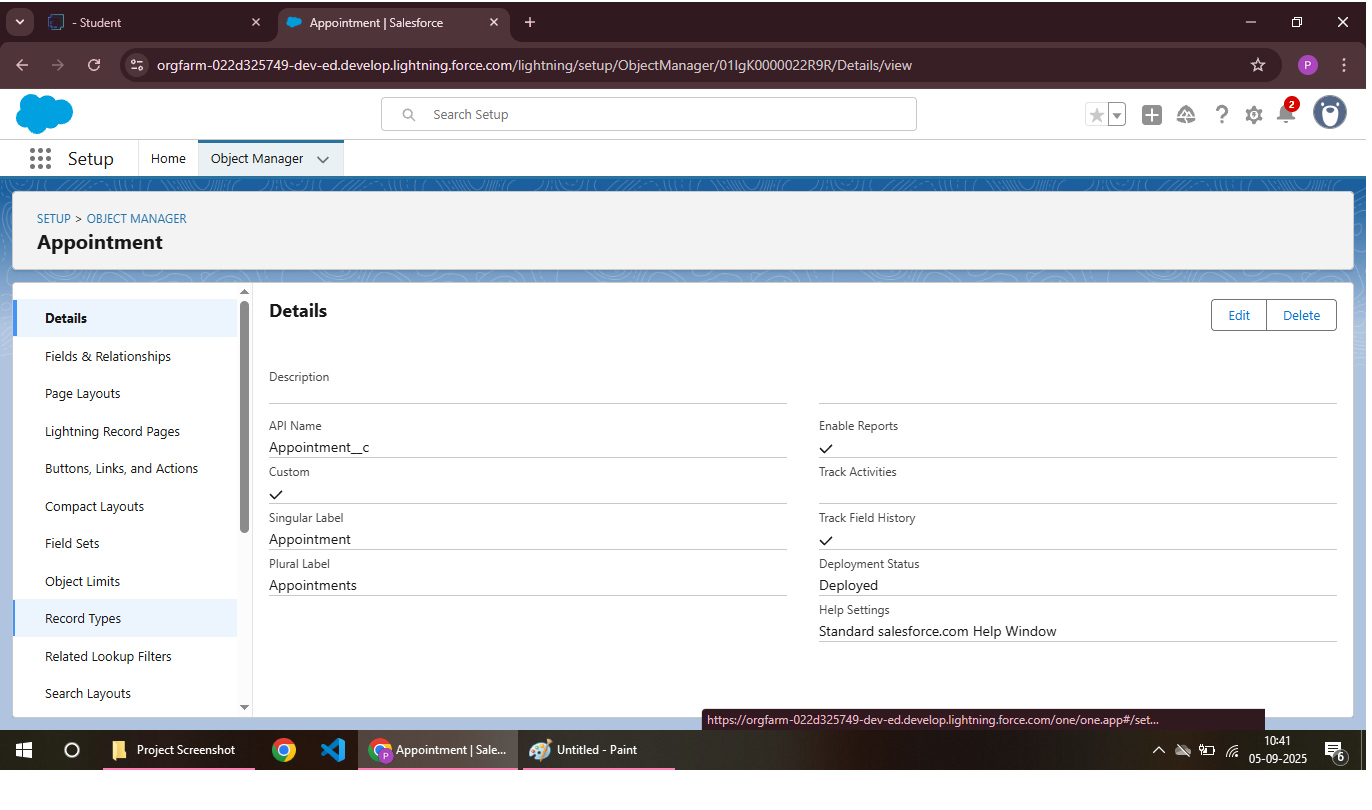 - Student
Appointment | Salesforce
orgfarm-022d325749-dev-ed.develop.lightning.force.com/lightning/setup/ObjectManager/01IgK0000022R9R/Details/view
P
Search Setup
2
Setup
Home
Object Manager
SETUP > OBJECT MANAGER
Appointment
Details
Fields & Relationships
Page Layouts
Lightning Record Pages
Buttons, Links, and Actions
Compact Layouts
Field Sets
Object Limits
Record Types
Related Lookup Filters
Search Layouts
Details
Edit
Delete
Description
API Name
Appointment__c
Custom
Singular Label
Appointment
Plural Label
Appointments
Enable Reports
Track Activities
Track Field History
Deployment Status
Deployed
Help Settings
Standard salesforce.com Help Window
https://orgfarm-022d325749-dev-ed.develop.lightning.force.com/one/one.app#/set...
Project Screenshot
P
Appointment | Sale...
Untitled - Paint
10:41
05-09-2025
6